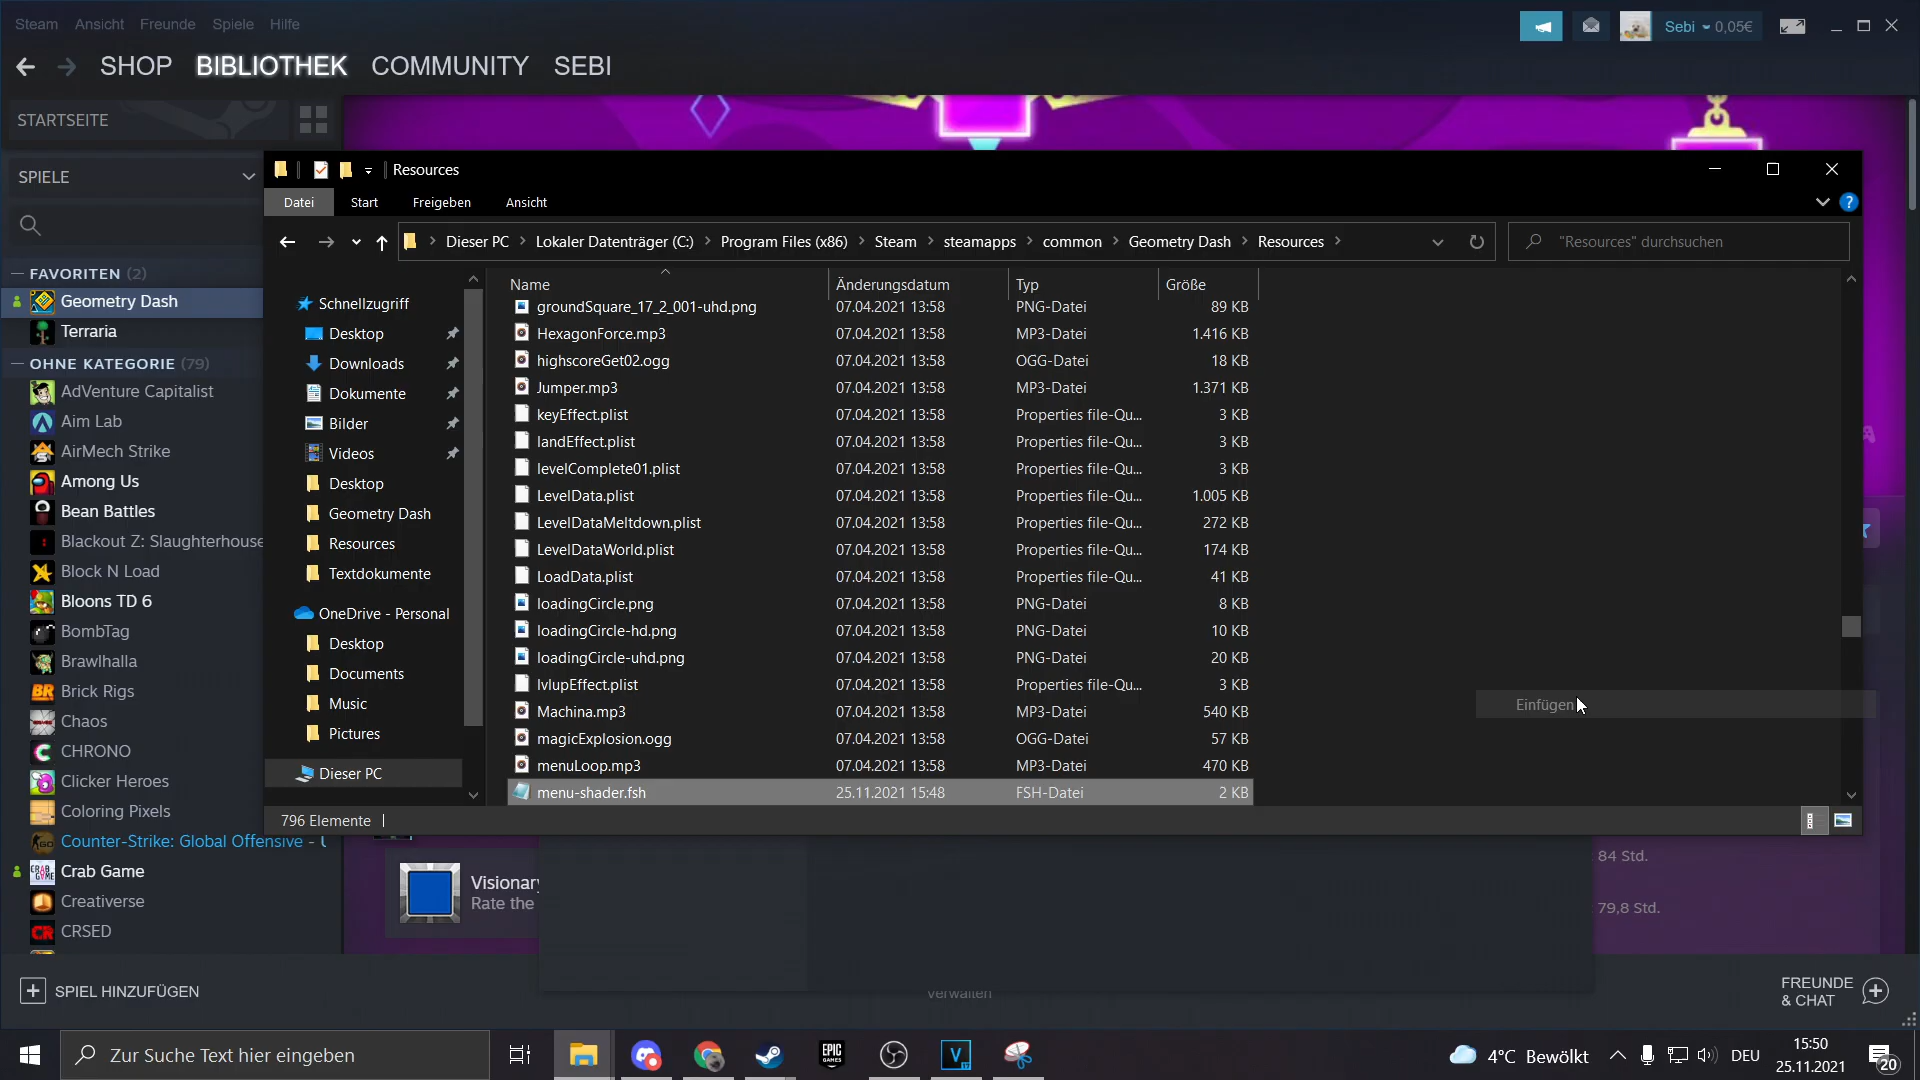 Steam Ansicht Freunde Spiele Hilfe
Sebi 0,05€
SHOP BIBLIOTHEK COMMUNITY SEBI
STARTSEITE
SPIELE
FAVORITEN (2)
Geometry Dash
Terraria
OHNE KATEGORIE (79)
AdVenture Capitalist
Aim Lab
AirMech Strike
Among Us
Bean Battles
Blackout Z: Slaughterhouse
Block N Load
Bloons TD 6
BombTag
Brawlhalla
Brick Rigs
Chaos
CHRONO
Clicker Heroes
Coloring Pixels
Counter-Strike: Global Offensive -
Crab Game
Creativerse
CRSED
SPIEL HINZUFÜGEN
Resources
Datei Start Freigeben Ansicht
Dieser PC Lokaler Datenträger (C:) Program Files (x86) Steam steamapps common Geometry Dash Resources
"Resources" durchsuchen
Schnellzugriff
Desktop
Downloads
Dokumente
Bilder
Videos
Desktop
Geometry Dash
Resources
Textdokumente
OneDrive - Personal
Desktop
Documents
Music
Pictures
Dieser PC
Name Änderungsdatum Typ Größe
groundSquare_17_2_001-uhd.png 07.04.2021 13:58 PNG-Datei 89 KB
HexagonForce.mp3 07.04.2021 13:58 MP3-Datei 1.416 KB
highscoreGet02.ogg 07.04.2021 13:58 OGG-Datei 18 KB
Jumper.mp3 07.04.2021 13:58 MP3-Datei 1.371 KB
keyEffect.plist 07.04.2021 13:58 Properties file-Qu... 3 KB
landEffect.plist 07.04.2021 13:58 Properties file-Qu... 3 KB
levelComplete01.plist 07.04.2021 13:58 Properties file-Qu... 3 KB
LevelData.plist 07.04.2021 13:58 Properties file-Qu... 1.005 KB
LevelDataMeltdown.plist 07.04.2021 13:58 Properties file-Qu... 272 KB
LevelDataWorld.plist 07.04.2021 13:58 Properties file-Qu... 174 KB
LoadData.plist 07.04.2021 13:58 Properties file-Qu... 41 KB
loadingCircle.png 07.04.2021 13:58 PNG-Datei 8 KB
loadingCircle-hd.png 07.04.2021 13:58 PNG-Datei 10 KB
loadingCircle-uhd.png 07.04.2021 13:58 PNG-Datei 20 KB
lvlupEffect.plist 07.04.2021 13:58 Properties file-Qu... 3 KB
Machina.mp3 07.04.2021 13:58 MP3-Datei 540 KB
magicExplosion.ogg 07.04.2021 13:58 OGG-Datei 57 KB
menuLoop.mp3 07.04.2021 13:58 MP3-Datei 470 KB
menu-shader.fsh 25.11.2021 15:48 FSH-Datei 2 KB
Einfügen
796 Elemente
Visionary
Rate the
84 Std.
79,8 Std.
Verwalten
FREUNDE
& CHAT
Zur Suche Text hier eingeben
EPIC
GAMES
4°C Bewölkt
DEU
15:50
25.11.2021
20